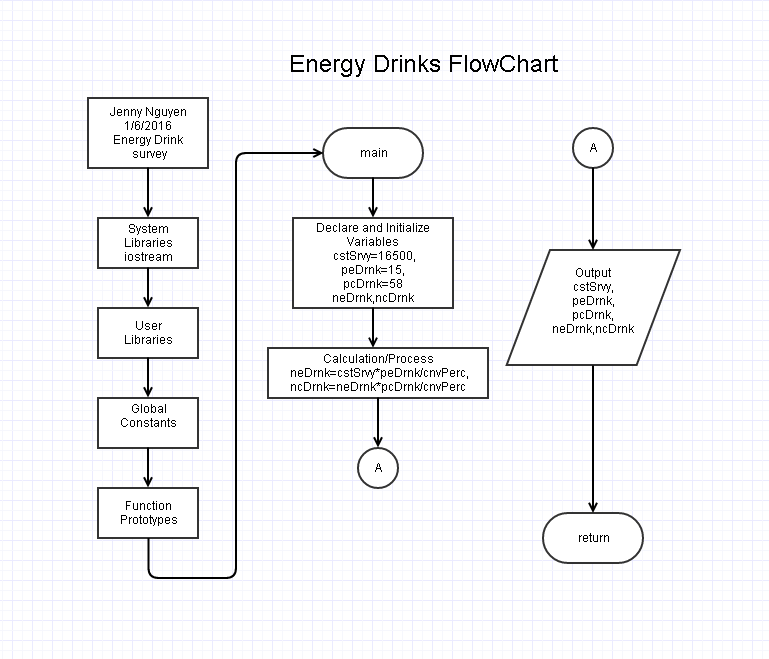 Energy Drinks FlowChart
Jenny Nguyen
1/6/2016
Energy Drink
survey
System
Libraries
iostream
User
Libraries
Global
Constants
Function
Prototypes
main
Declare and Initialize
Variables
cstSrvy=16500,
peDrnk=15,
pcDrnk=58
neDrnk,ncDrnk
Calculation/Process
neDrnk=cstSrvy*peDrnk/cnvPerc,
ncDrnk=neDrnk*pcDrnk/cnvPerc
A
A
Output
cstSrvy,
peDrnk,
pcDrnk,
neDrnk,ncDrnk
return